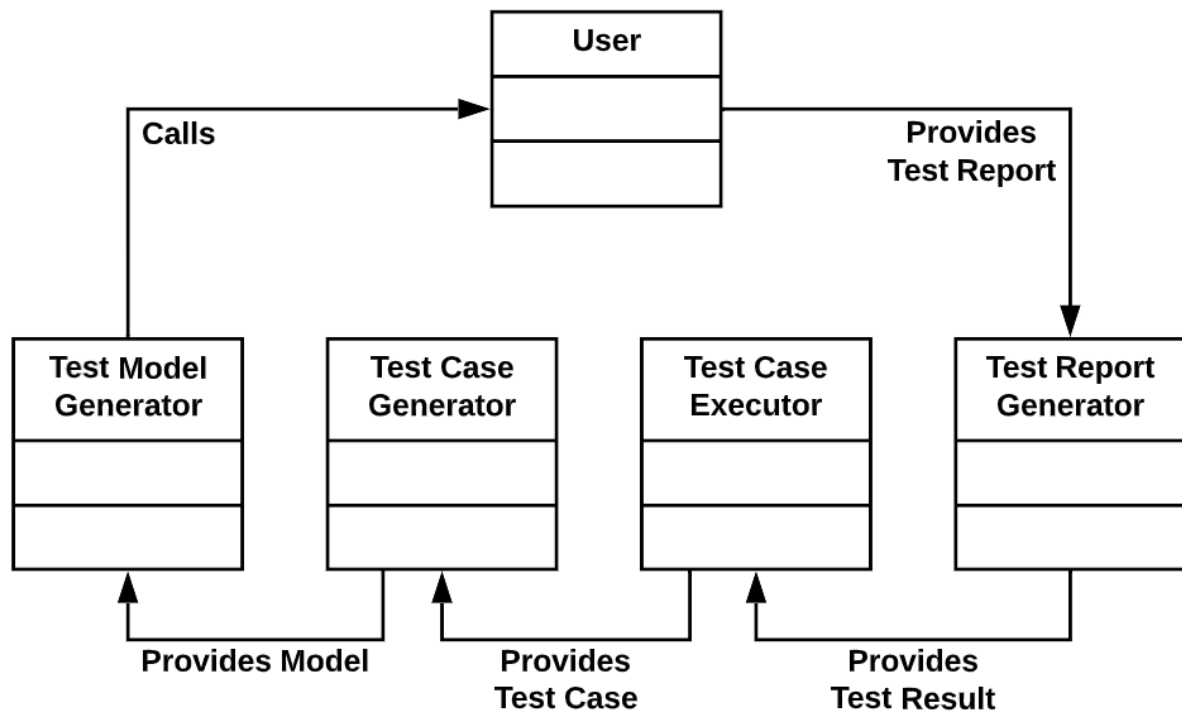 User
Calls
Provides
Test Report
Test Model
Generator
Test Case
Generator
Test Case
Executor
Test Report
Generator
Provides Model
Provides
Test Case
Provides
Test Result